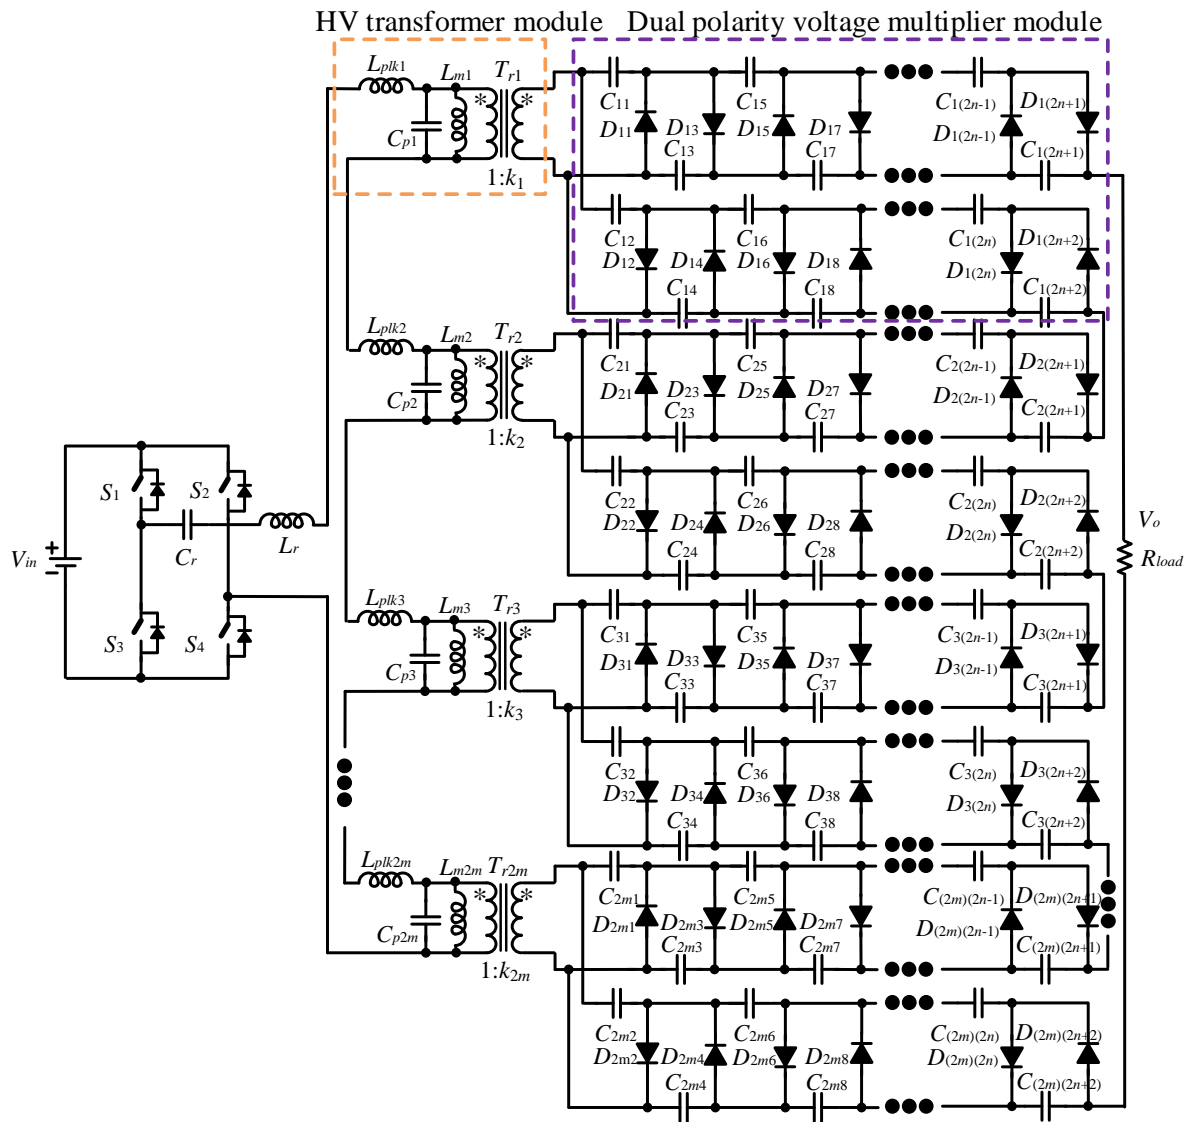 HV transformer module Dual polarity voltage multiplier module
Lplk1 Lm1 Tr1
* *
Cp1
1:k1
C11 C15 C1(2n-1) D1(2n+1)
D11 D13 D15 D17 D1(2n-1)
C13 C17 C1(2n+1)
C12 C16 C1(2n) D1(2n+2)
D12 D14 D16 D18 D1(2n)
C14 C18 C1(2n+2)
Lplk2 Lm2 Tr2
* *
Cp2
1:k2
C21 C25 C2(2n-1) D2(2n+1)
D21 D23 D25 D27 D2(2n-1)
C23 C27 C2(2n+1)
C22 C26 C2(2n) D2(2n+2)
D22 D24 D26 D28 D2(2n)
C24 C28 C2(2n+2)
S1 S2
Vin + −
Cr Lr
S3 S4
Vo
Rload
Lplk3 Lm3 Tr3
* *
Cp3
1:k3
C31 C35 C3(2n-1) D3(2n+1)
D31 D33 D35 D37 D3(2n-1)
C33 C37 C3(2n+1)
C32 C36 C3(2n) D3(2n+2)
D32 D34 D36 D38 D3(2n)
C34 C38 C3(2n+2)
Lplk2m Lm2m Tr2m
* *
Cp2m
1:k2m
C2m1 C2m5 C(2m)(2n-1) D(2m)(2n+1)
D2m1 D2m3 D2m5 D2m7 D(2m)(2n-1)
C2m3 C2m7 C(2m)(2n+1)
C2m2 C2m6 C(2m)(2n) D(2m)(2n+2)
D2m2 D2m4 D2m6 D2m8 D(2m)(2n)
C2m4 C2m8 C(2m)(2n+2)